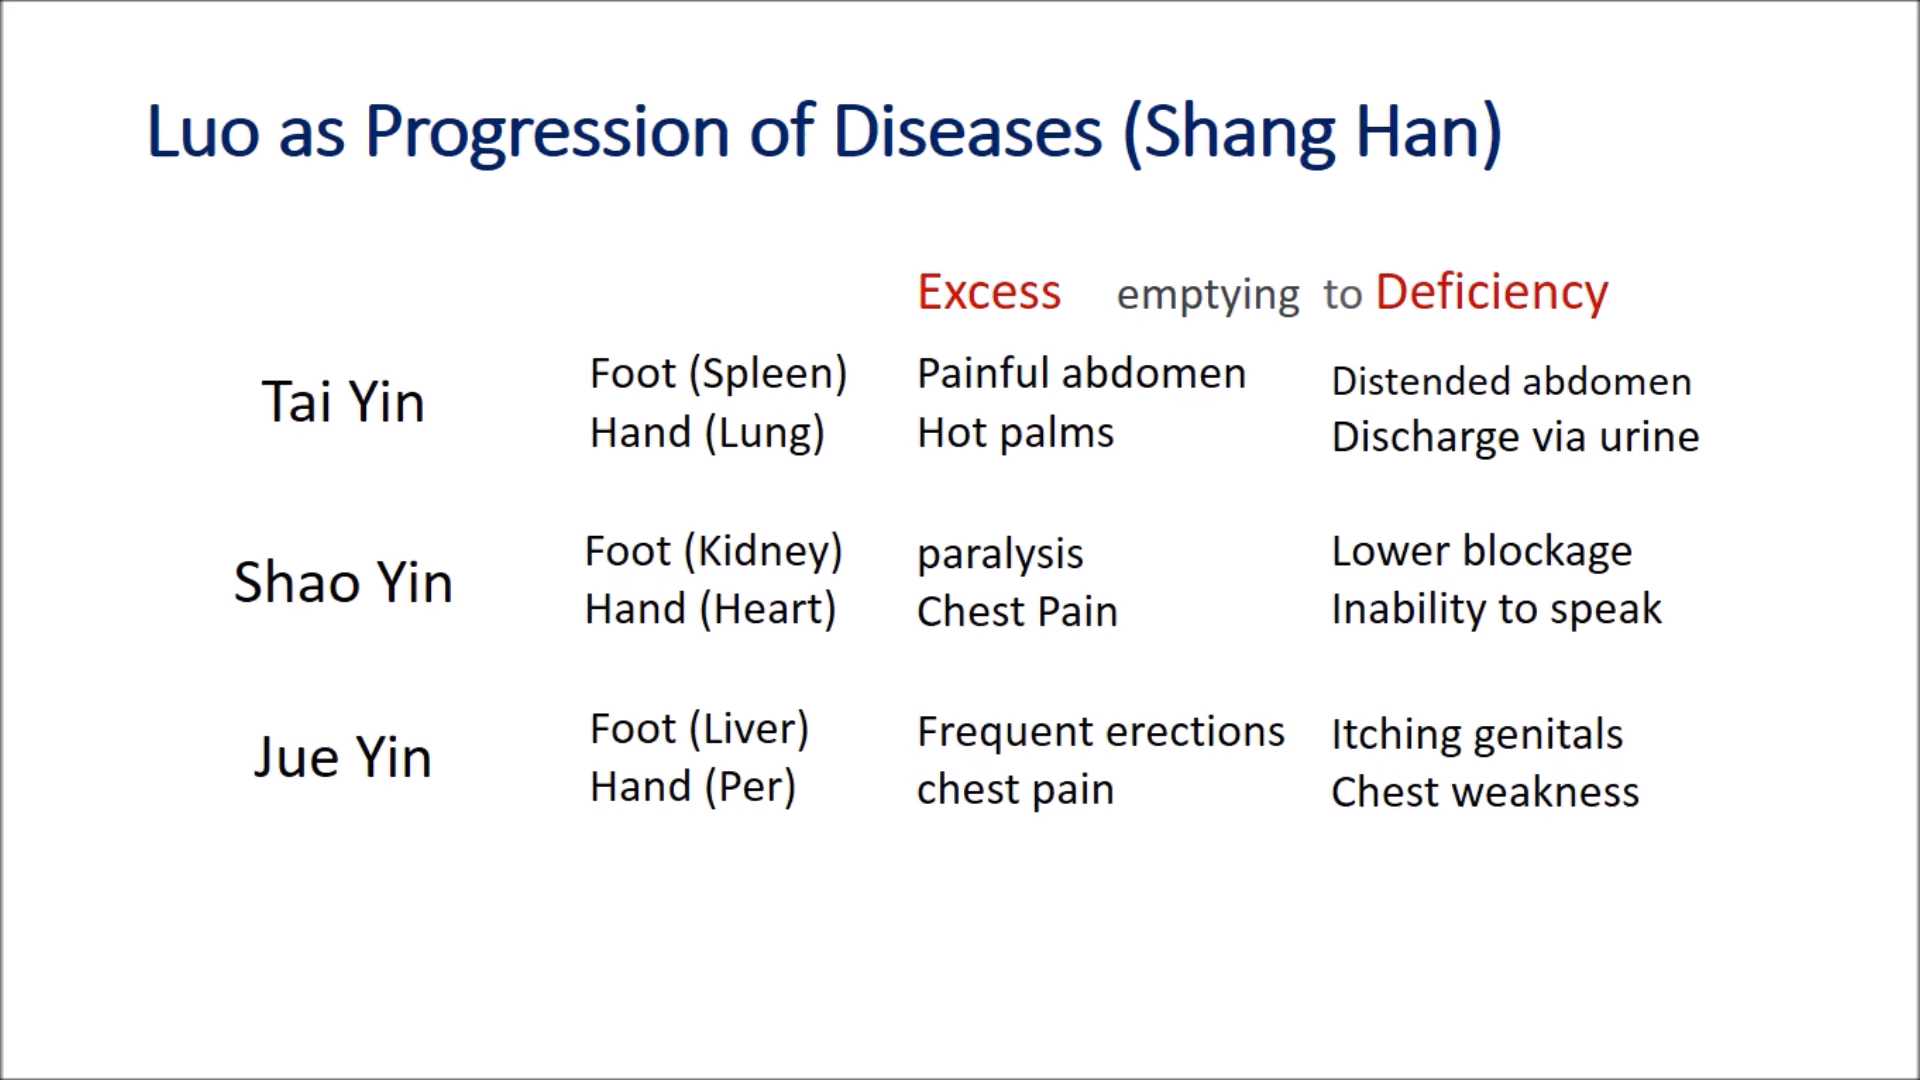 Luo as Progression of Diseases (Shang Han)
Excess emptying to Deficiency
Tai Yin
Foot (Spleen) Painful abdomen Distended abdomen
Hand (Lung) Hot palms Discharge via urine
Shao Yin
Foot (Kidney) paralysis Lower blockage
Hand (Heart) Chest Pain Inability to speak
Jue Yin
Foot (Liver) Frequent erections Itching genitals
Hand (Per) chest pain Chest weakness